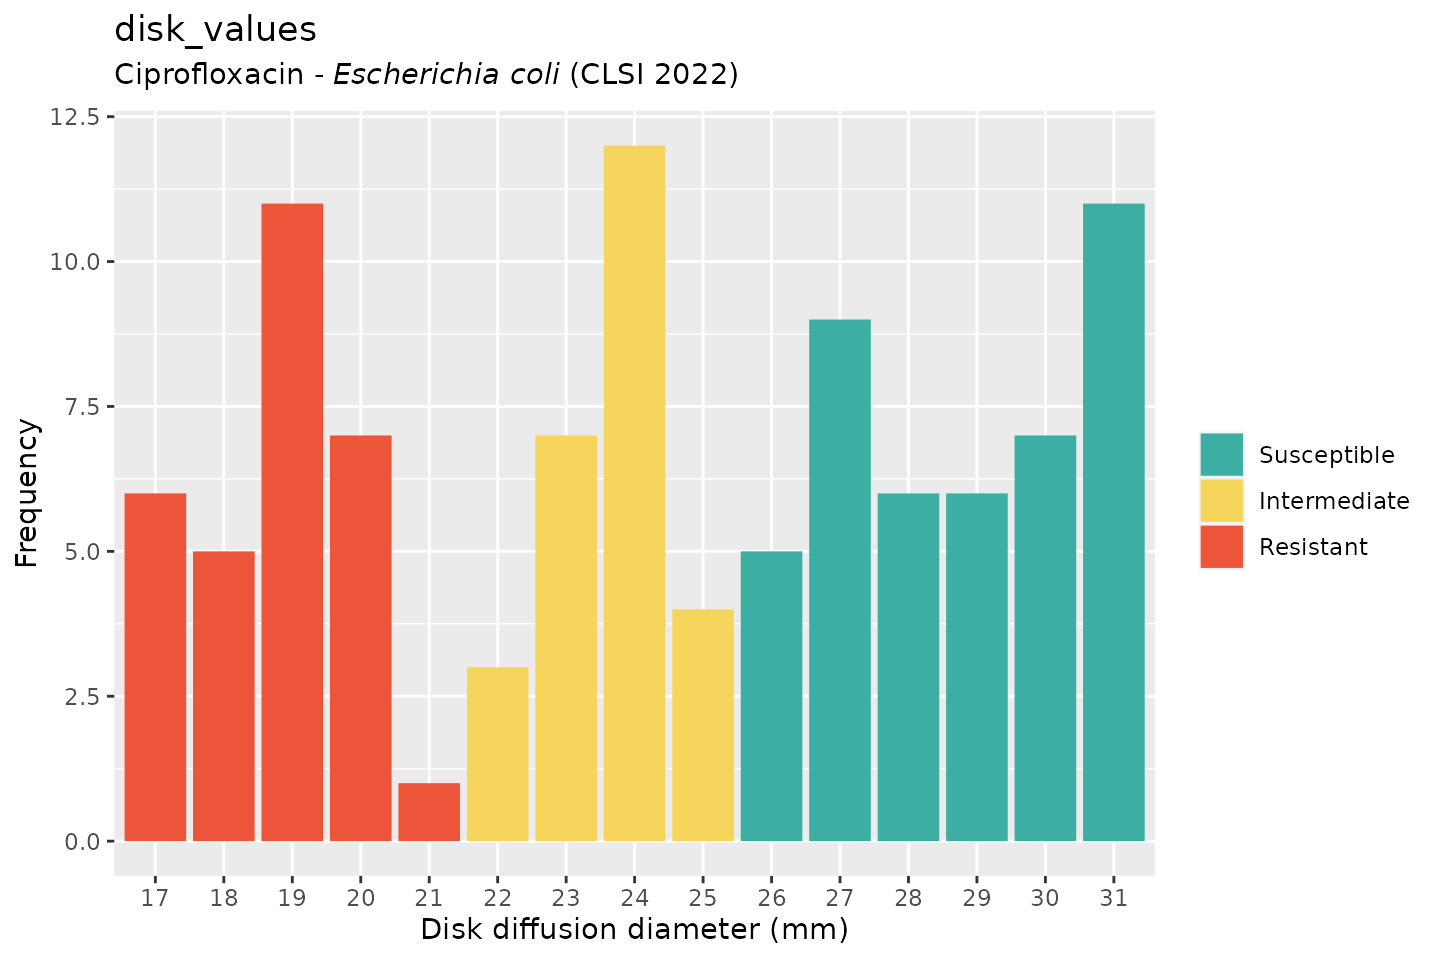 disk_values
Ciprofloxacin - Escherichia coli (CLSI 2022)
12.5
10.0
7.5
5.0
2.5
0.0
Frequency
17 18 19 20 21 22 23 24 25 26 27 28 29 30 31
Disk diffusion diameter (mm)
Susceptible
Intermediate
Resistant